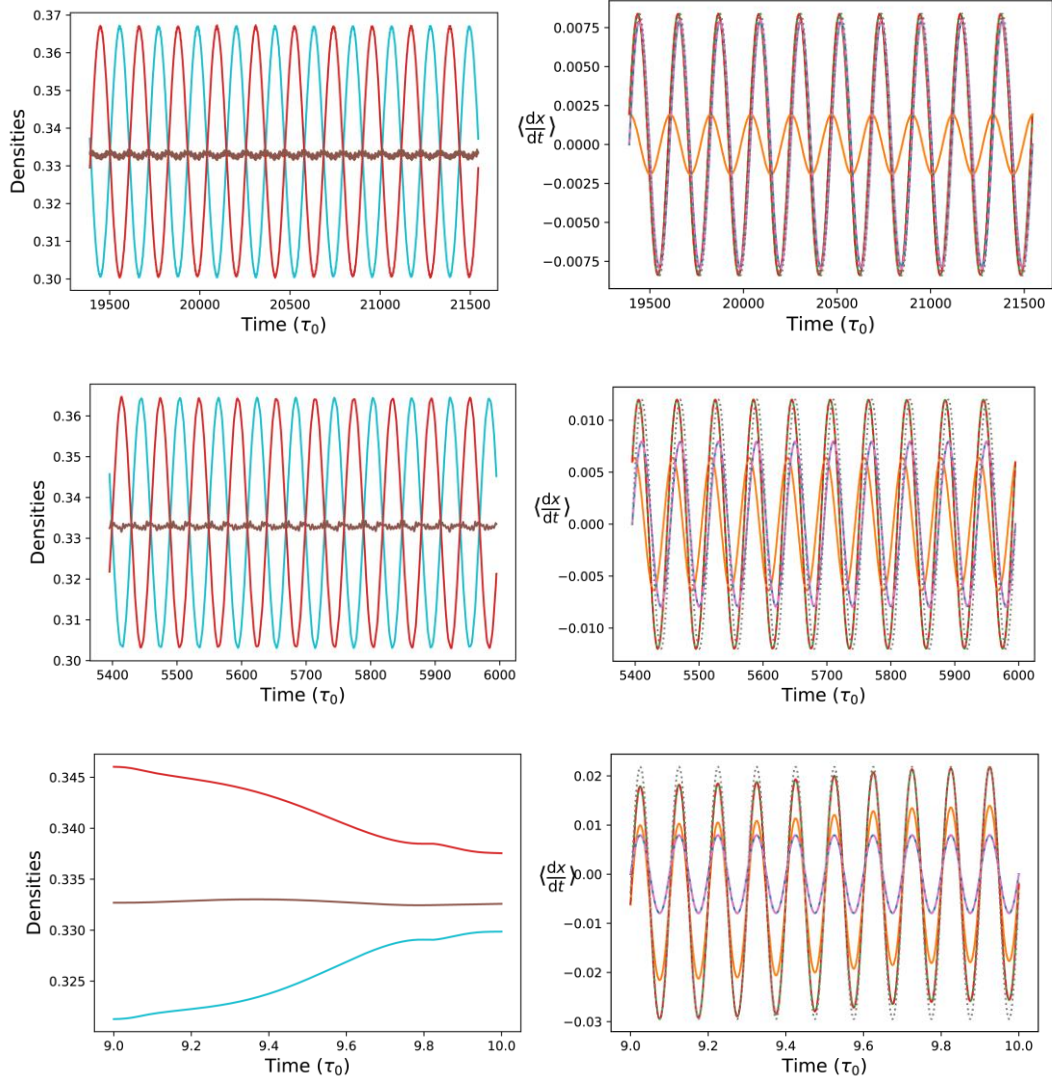 0.37
0.36
0.35
0.34
0.33
0.32
0.31
0.30
Densities
19500 20000 20500 21000 21500
Time (τ₀)
0.0075
0.0050
0.0025
0.0000
−0.0025
−0.0050
−0.0075
⟨dx/dt⟩
19500 20000 20500 21000 21500
Time (τ₀)
0.36
0.35
0.34
0.33
0.32
0.31
0.30
Densities
5400 5500 5600 5700 5800 5900 6000
Time (τ₀)
0.010
0.005
0.000
−0.005
−0.010
⟨dx/dt⟩
5400 5500 5600 5700 5800 5900 6000
Time (τ₀)
0.345
0.340
0.335
0.330
0.325
Densities
9.0 9.2 9.4 9.6 9.8 10.0
Time (τ₀)
0.02
0.01
0.00
−0.01
−0.02
−0.03
⟨dx/dt⟩
9.0 9.2 9.4 9.6 9.8 10.0
Time (τ₀)